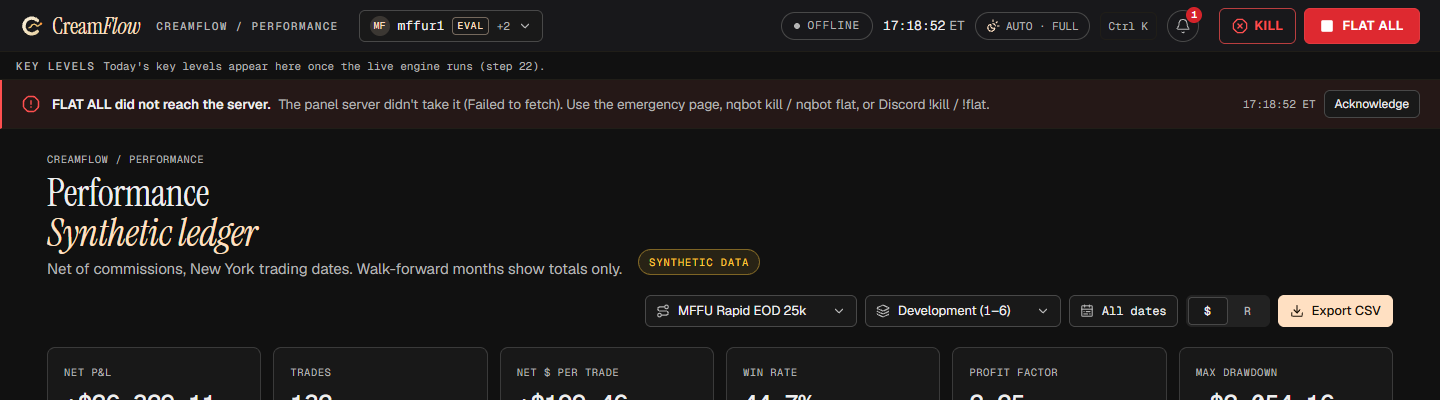 CreamFlow CREAMFLOW / PERFORMANCE MF mffur1 EVAL +2 OFFLINE 17:18:52 ET AUTO · FULL Ctrl K 1 KILL FLAT ALL
KEY LEVELS Today's key levels appear here once the live engine runs (step 22).
FLAT ALL did not reach the server. The panel server didn't take it (Failed to fetch). Use the emergency page, nqbot kill / nqbot flat, or Discord !kill / !flat. 17:18:52 ET Acknowledge
CREAMFLOW / PERFORMANCE
Performance
Synthetic ledger
Net of commissions, New York trading dates. Walk-forward months show totals only. SYNTHETIC DATA
MFFU Rapid EOD 25k Development (1–6) All dates $ R Export CSV
NET P&L TRADES NET $ PER TRADE WIN RATE PROFIT FACTOR MAX DRAWDOWN